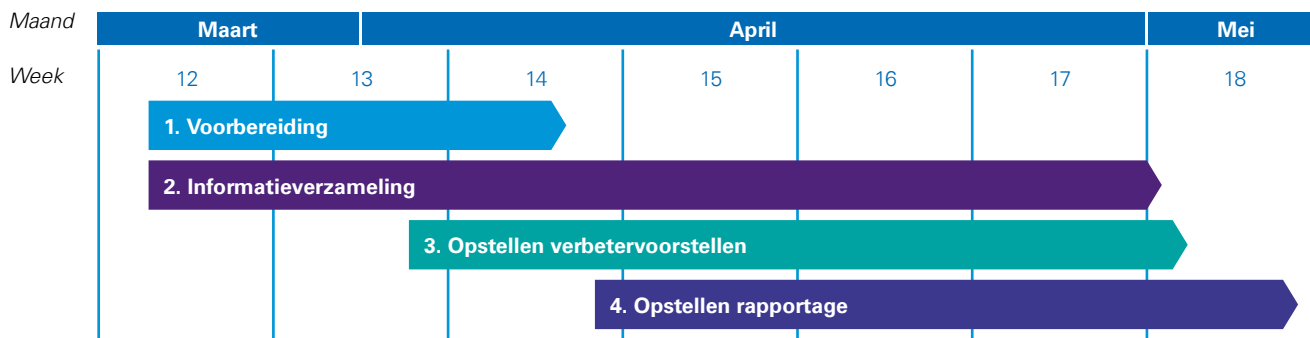 Maand Maart April Mei
Week 12 13 14 15 16 17 18
1. Voorbereiding
2. Informatieverzameling
3. Opstellen verbetervoorstellen
4. Opstellen rapportage